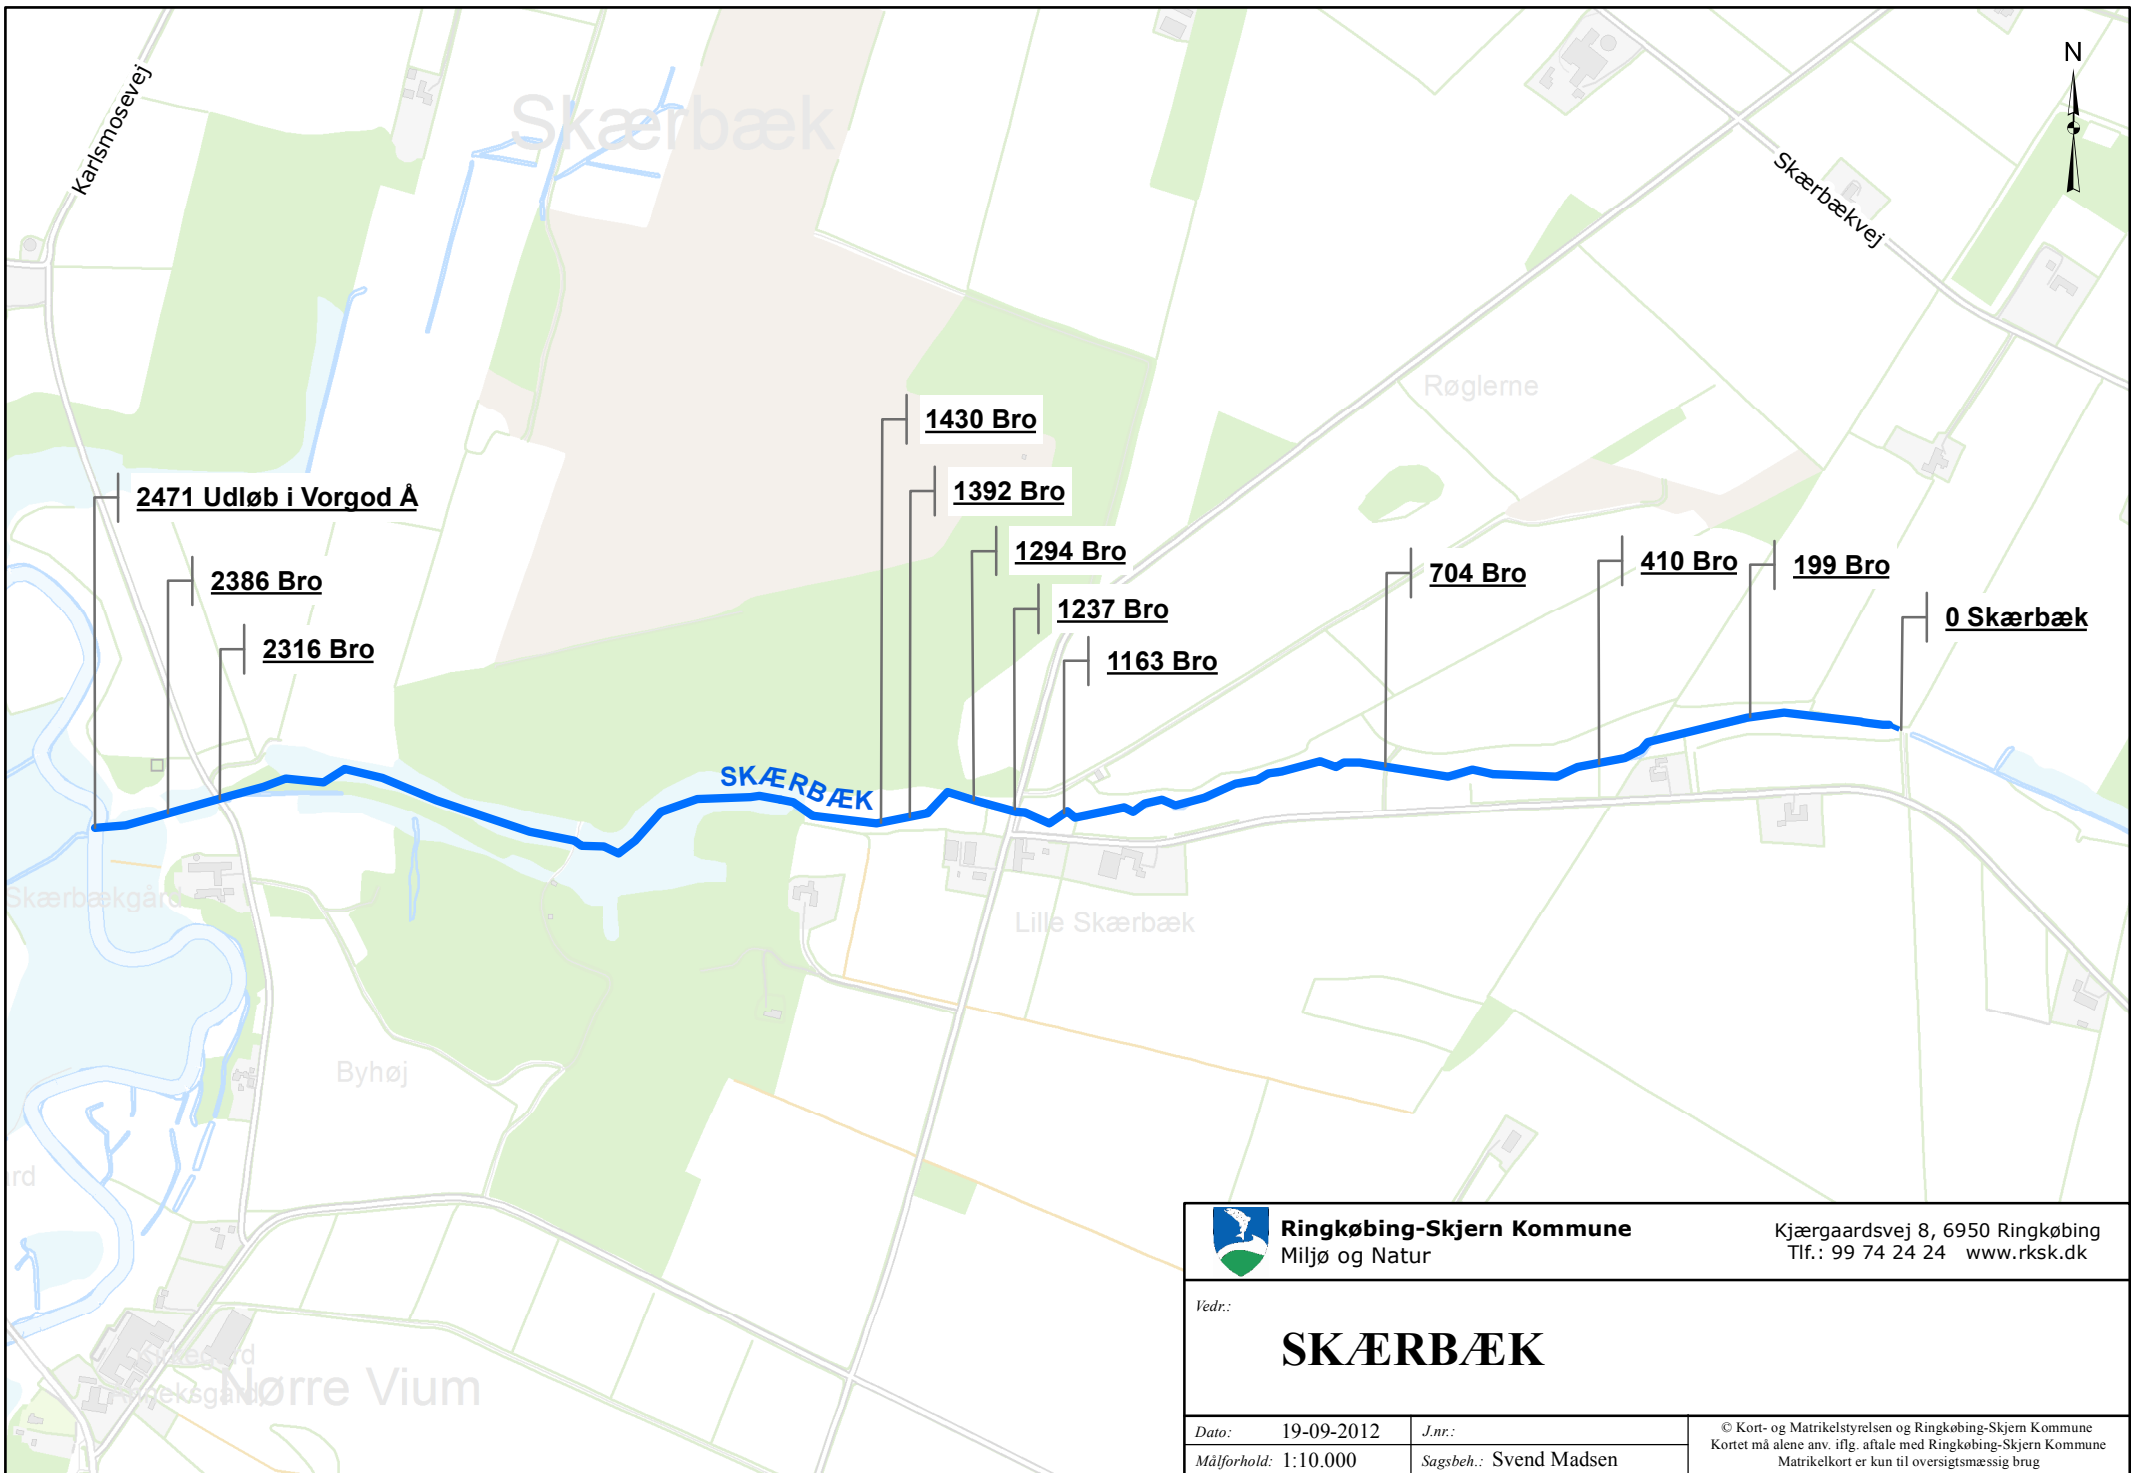 Karlsmosevej
Skærbæk
N
Skærbækvej
Røglerne
1430 Bro
1392 Bro
2471 Udløb i Vorgod Å
1294 Bro
704 Bro
410 Bro
199 Bro
2386 Bro
1237 Bro
0 Skærbæk
2316 Bro
1163 Bro
SKÆRBÆK
Skærbækgård
Lille Skærbæk
Byhøj
rd
Nørre Vium
Ringkøbing-Skjern Kommune
Miljø og Natur
Kjærgaardsvej 8, 6950 Ringkøbing
Tlf.: 99 74 24 24 www.rksk.dk
Vedr.:
SKÆRBÆK
Dato: 19-09-2012
J.nr.:
Målforhold: 1:10.000
Sagsbeh.: Svend Madsen
© Kort- og Matrikelstyrelsen og Ringkøbing-Skjern Kommune
Kortet må alene anv. iflg. aftale med Ringkøbing-Skjern Kommune
Matrikelkort er kun til oversigtsmæssig brug